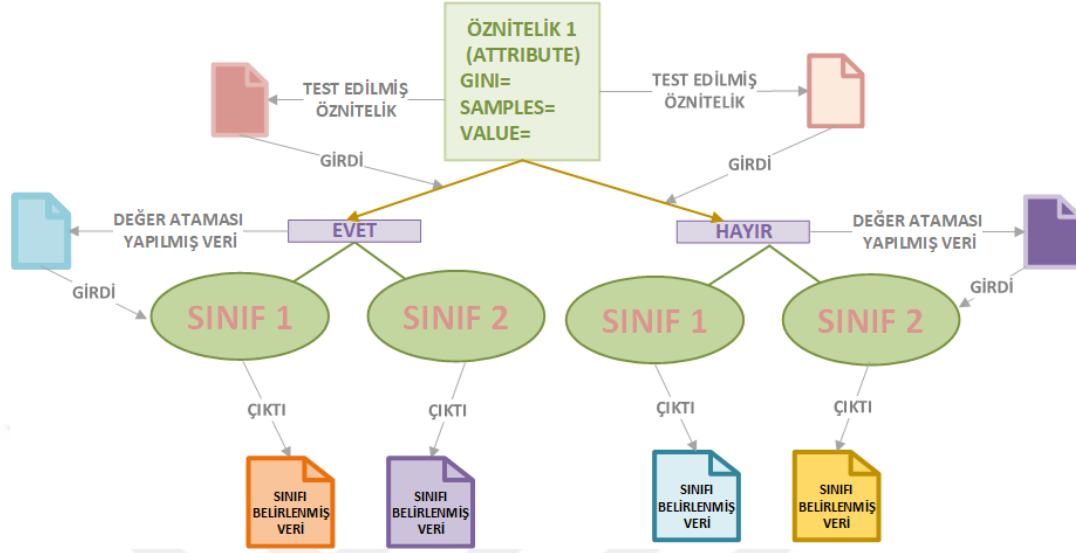 ÖZNİTELİK 1
(ATTRIBUTE)
GINI=
SAMPLES=
VALUE=
TEST EDİLMİŞ
ÖZNİTELİK
TEST EDİLMİŞ
ÖZNİTELİK
GİRDİ
GİRDİ
DEĞER ATAMASI
YAPILMIŞ VERİ
EVET
HAYIR
DEĞER ATAMASI
YAPILMIŞ VERİ
GİRDİ
GİRDİ
SINIF 1
SINIF 2
SINIF 1
SINIF 2
ÇIKTI
ÇIKTI
ÇIKTI
ÇIKTI
SINIFI
BELİRLENMİŞ
VERİ
SINIFI
BELİRLENMİŞ
VERİ
SINIFI
BELİRLENMİŞ
VERİ
SINIFI
BELİRLENMİŞ
VERİ